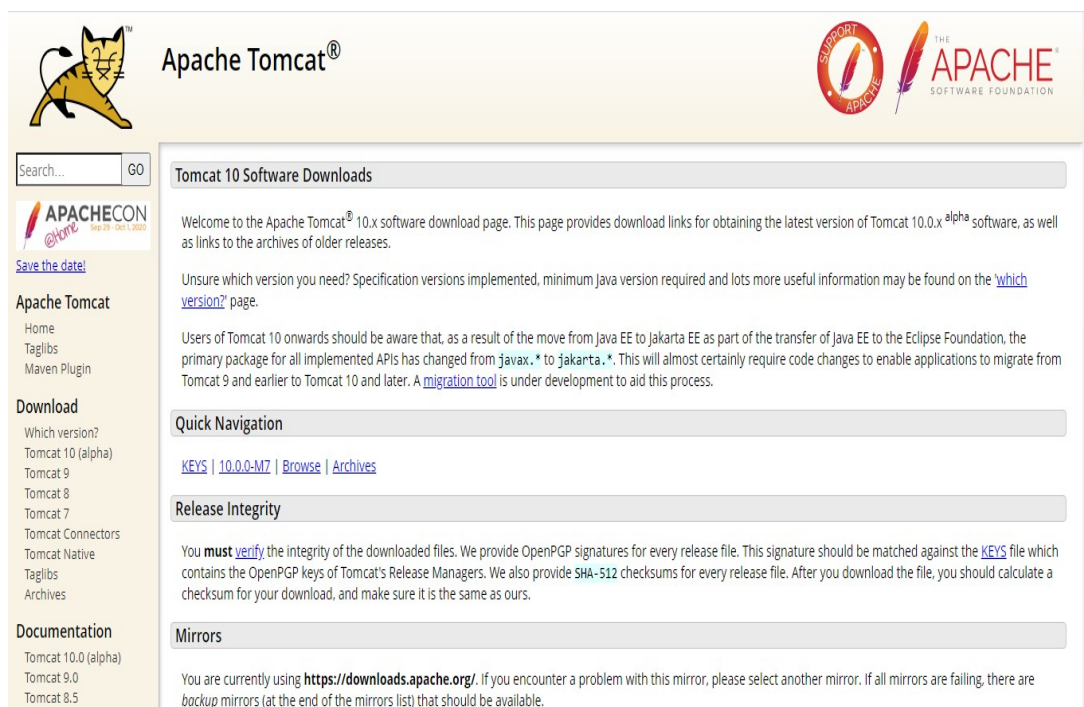 Apache Tomcat®
TM
SUPPORT
APACHE
THE
APACHE®
SOFTWARE FOUNDATION
Search...
GO
APACHECON
@Home
Sep 29 - Oct 1, 2020
Save the date!
Apache Tomcat
Home
Taglibs
Maven Plugin
Download
Which version?
Tomcat 10 (alpha)
Tomcat 9
Tomcat 8
Tomcat 7
Tomcat Connectors
Tomcat Native
Taglibs
Archives
Documentation
Tomcat 10.0 (alpha)
Tomcat 9.0
Tomcat 8.5
Tomcat 10 Software Downloads
Welcome to the Apache Tomcat® 10.x software download page. This page provides download links for obtaining the latest version of Tomcat 10.0.x alpha software, as well
as links to the archives of older releases.
Unsure which version you need? Specification versions implemented, minimum Java version required and lots more useful information may be found on the 'which
version?' page.
Users of Tomcat 10 onwards should be aware that, as a result of the move from Java EE to Jakarta EE as part of the transfer of Java EE to the Eclipse Foundation, the
primary package for all implemented APIs has changed from javax.* to jakarta.*. This will almost certainly require code changes to enable applications to migrate from
Tomcat 9 and earlier to Tomcat 10 and later. A migration tool is under development to aid this process.
Quick Navigation
KEYS | 10.0.0-M7 | Browse | Archives
Release Integrity
You must verify the integrity of the downloaded files. We provide OpenPGP signatures for every release file. This signature should be matched against the KEYS file which
contains the OpenPGP keys of Tomcat's Release Managers. We also provide SHA-512 checksums for every release file. After you download the file, you should calculate a
checksum for your download, and make sure it is the same as ours.
Mirrors
You are currently using https://downloads.apache.org/. If you encounter a problem with this mirror, please select another mirror. If all mirrors are failing, there are
backup mirrors (at the end of the mirrors list) that should be available.